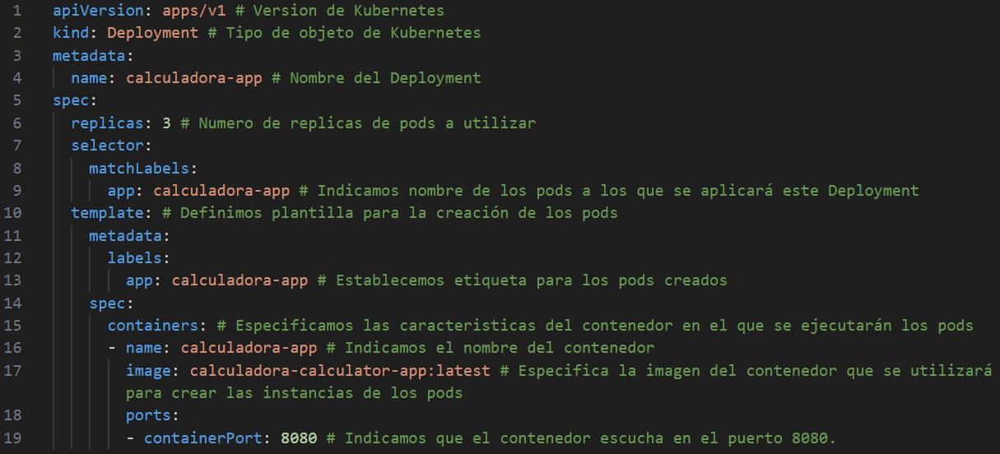 1 apiVersion: apps/v1 # Version de Kubernetes
2 kind: Deployment # Tipo de objeto de Kubernetes
3 metadata:
4   name: calculadora-app # Nombre del Deployment
5 spec:
6   replicas: 3 # Numero de replicas de pods a utilizar
7   selector:
8     matchLabels:
9       app: calculadora-app # Indicamos nombre de los pods a los que se aplicará este Deployment
10   template: # Definimos plantilla para la creación de los pods
11     metadata:
12       labels:
13         app: calculadora-app # Establecemos etiqueta para los pods creados
14     spec:
15       containers: # Especificamos las caracteristicas del contenedor en el que se ejecutarán los pods
16       - name: calculadora-app # Indicamos el nombre del contenedor
17         image: calculadora-calculator-app:latest # Especifica la imagen del contenedor que se utilizará
         para crear las instancias de los pods
18         ports:
19         - containerPort: 8080 # Indicamos que el contenedor escucha en el puerto 8080.